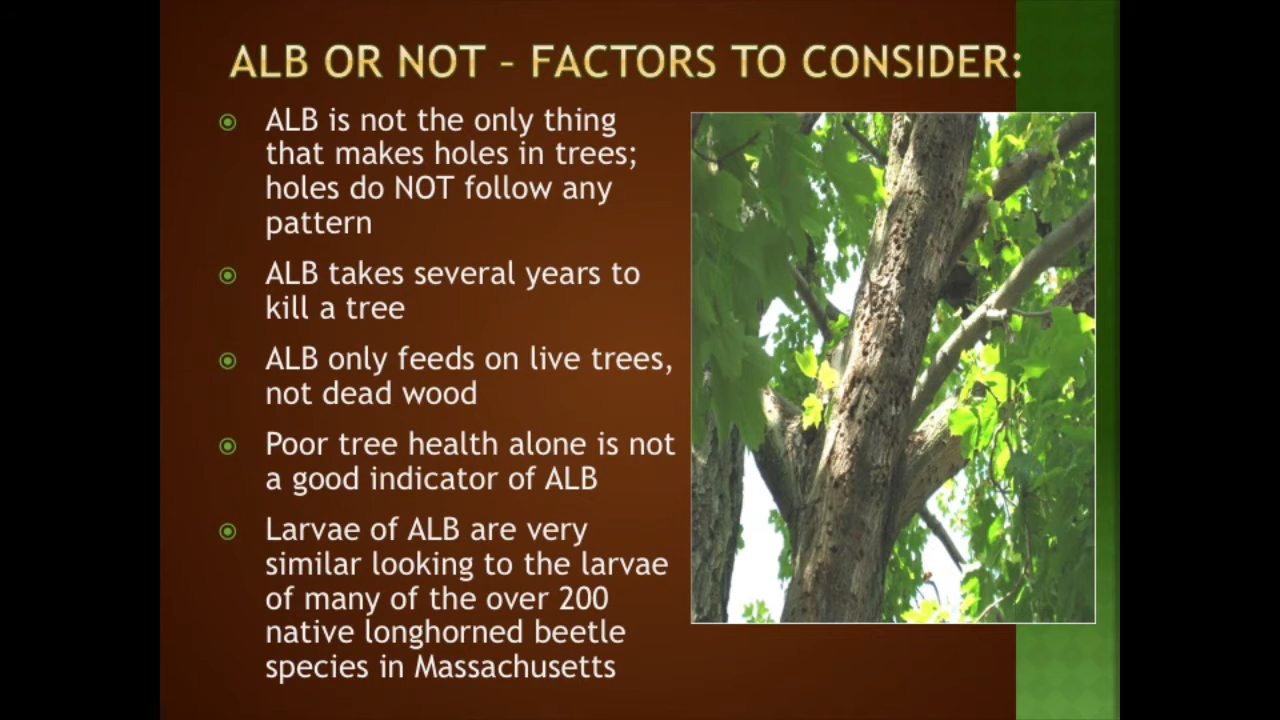 ALB OR NOT – FACTORS TO CONSIDER:
ALB is not the only thing
that makes holes in trees;
holes do NOT follow any
pattern
ALB takes several years to
kill a tree
ALB only feeds on live trees,
not dead wood
Poor tree health alone is not
a good indicator of ALB
Larvae of ALB are very
similar looking to the larvae
of many of the over 200
native longhorned beetle
species in Massachusetts